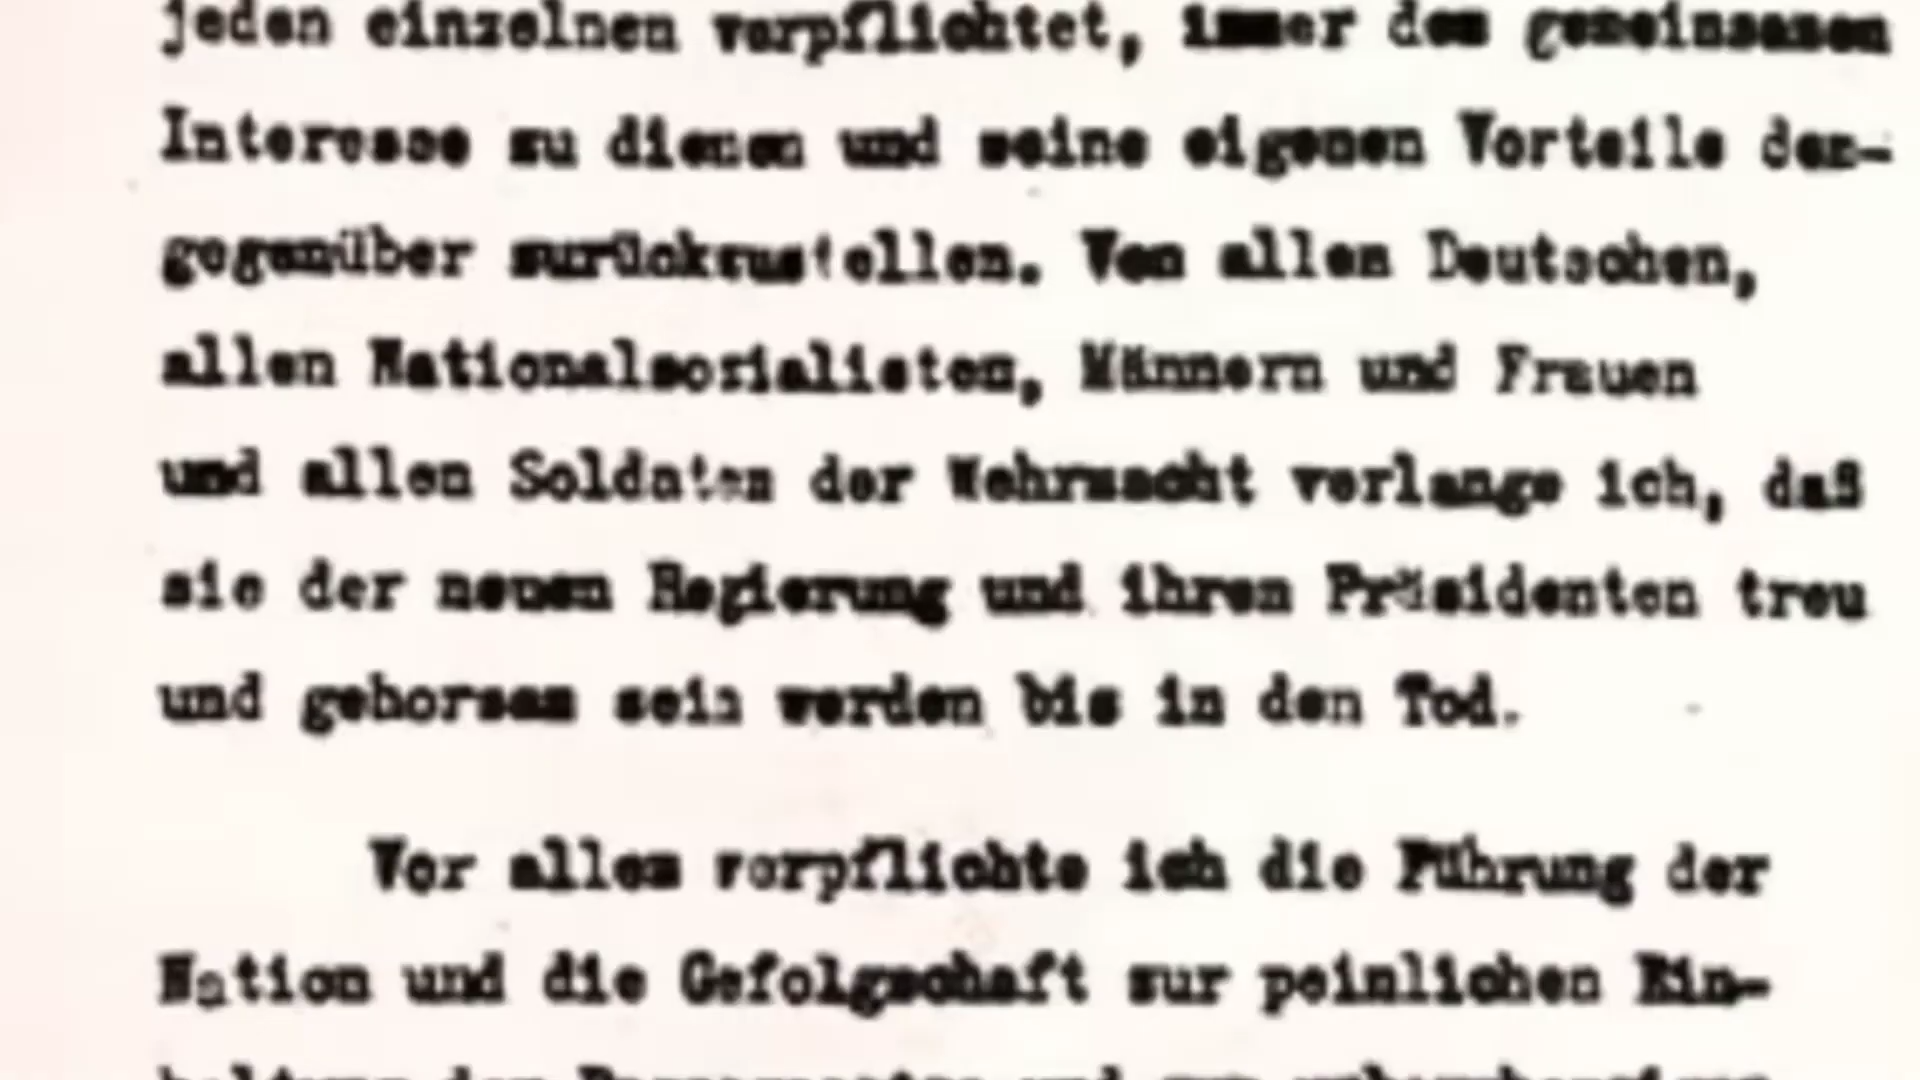 jeden einzelnen verpflichtet, immer dem gemeinsamen
Interesse zu dienen und seine eigenen Vorteile dem-
gegenüber zurückzustellen. Von allen Deutschen,
allen Nationalsozialisten, Männern und Frauen
und allen Soldaten der Wehrmacht verlange ich, daß
sie der neuen Regierung und ihren Präsidenten treu
und gehorsam sein werden bis in den Tod.
Vor allem verpflichte ich die Führung der
Nation und die Gefolgschaft zur peinlichen Ein-